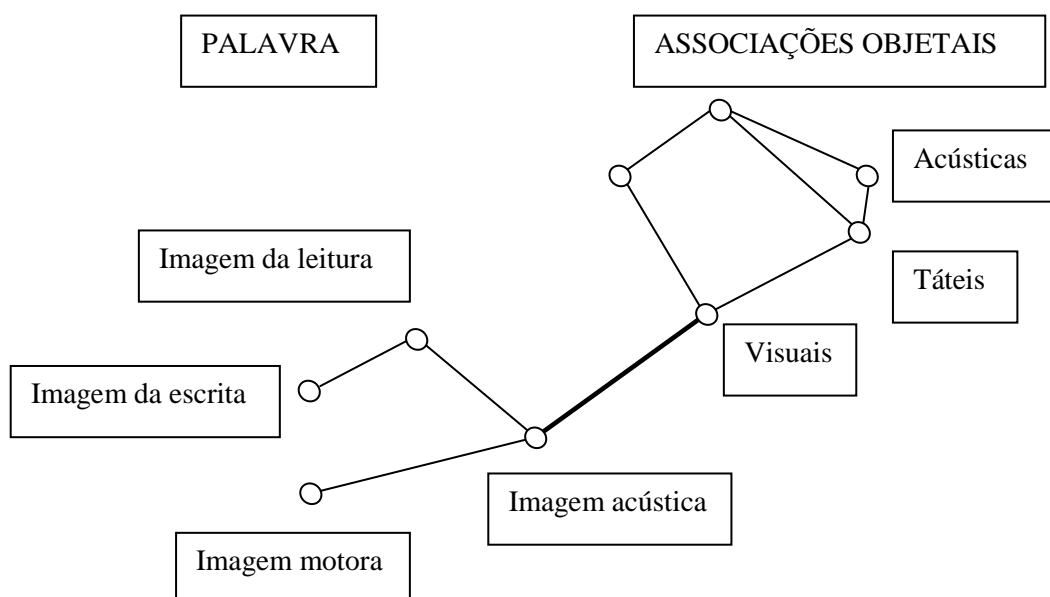 PALAVRA
ASSOCIAÇÕES OBJETAIS
Acústicas
Imagem da leitura
Táteis
Visuais
Imagem da escrita
Imagem acústica
Imagem motora